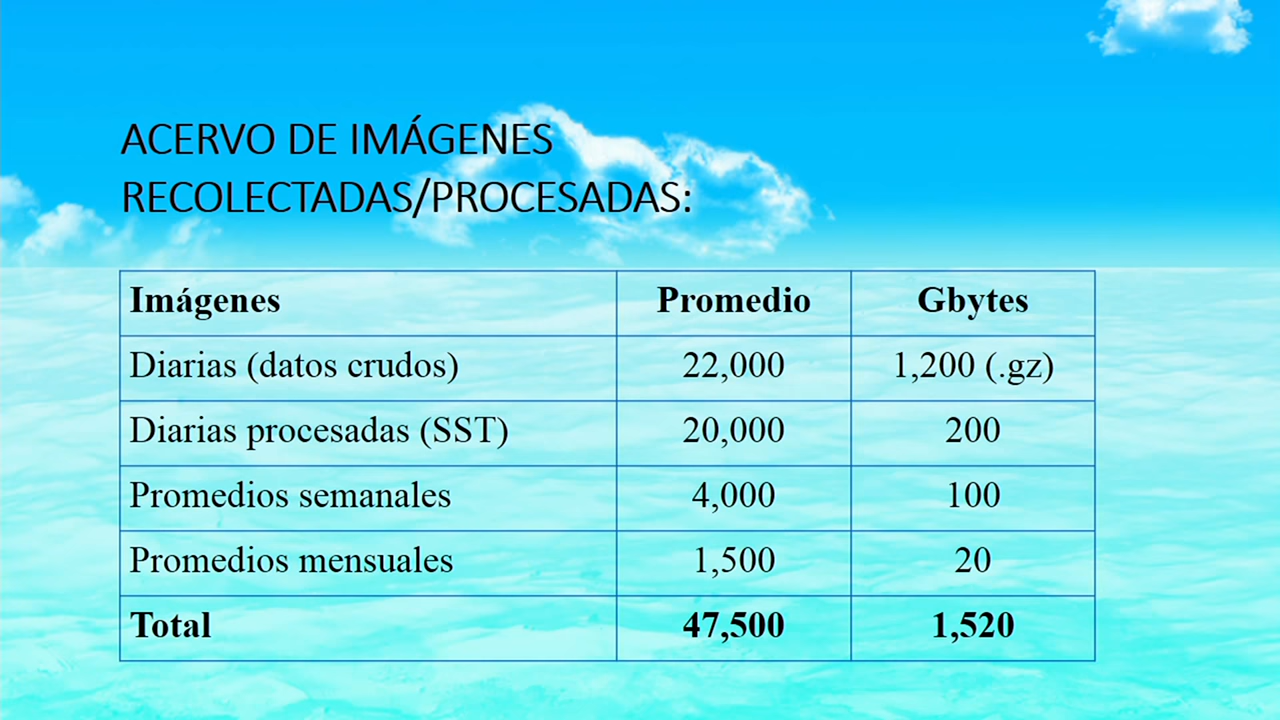 ACERVO DE IMÁGENES
RECOLECTADAS/PROCESADAS:
Imágenes Promedio Gbytes
Diarias (datos crudos) 22,000 1,200 (.gz)
Diarias procesadas (SST) 20,000 200
Promedios semanales 4,000 100
Promedios mensuales 1,500 20
Total 47,500 1,520